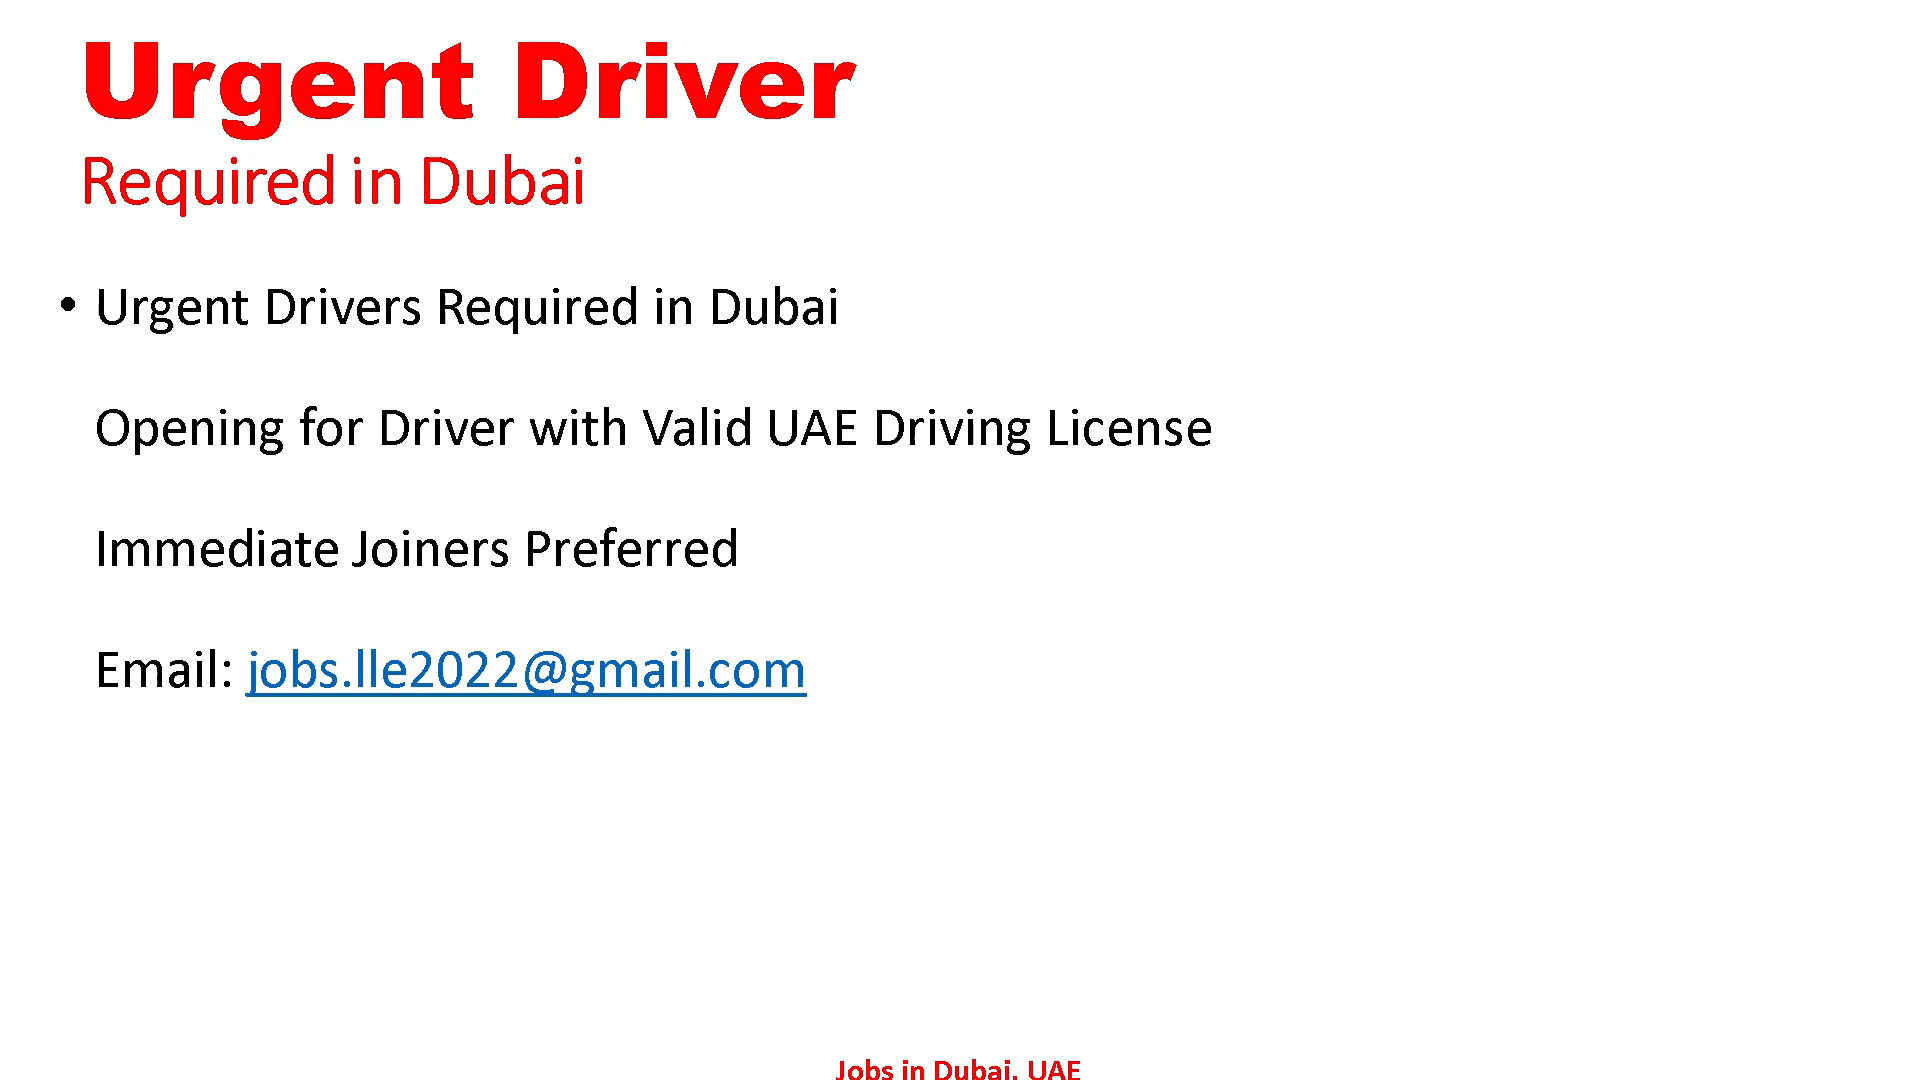 Urgent Driver
Required in Dubai
• Urgent Drivers Required in Dubai
Opening for Driver with Valid UAE Driving License
Immediate Joiners Preferred
Email: jobs.lle2022@gmail.com
Jobs in Dubai. UAE